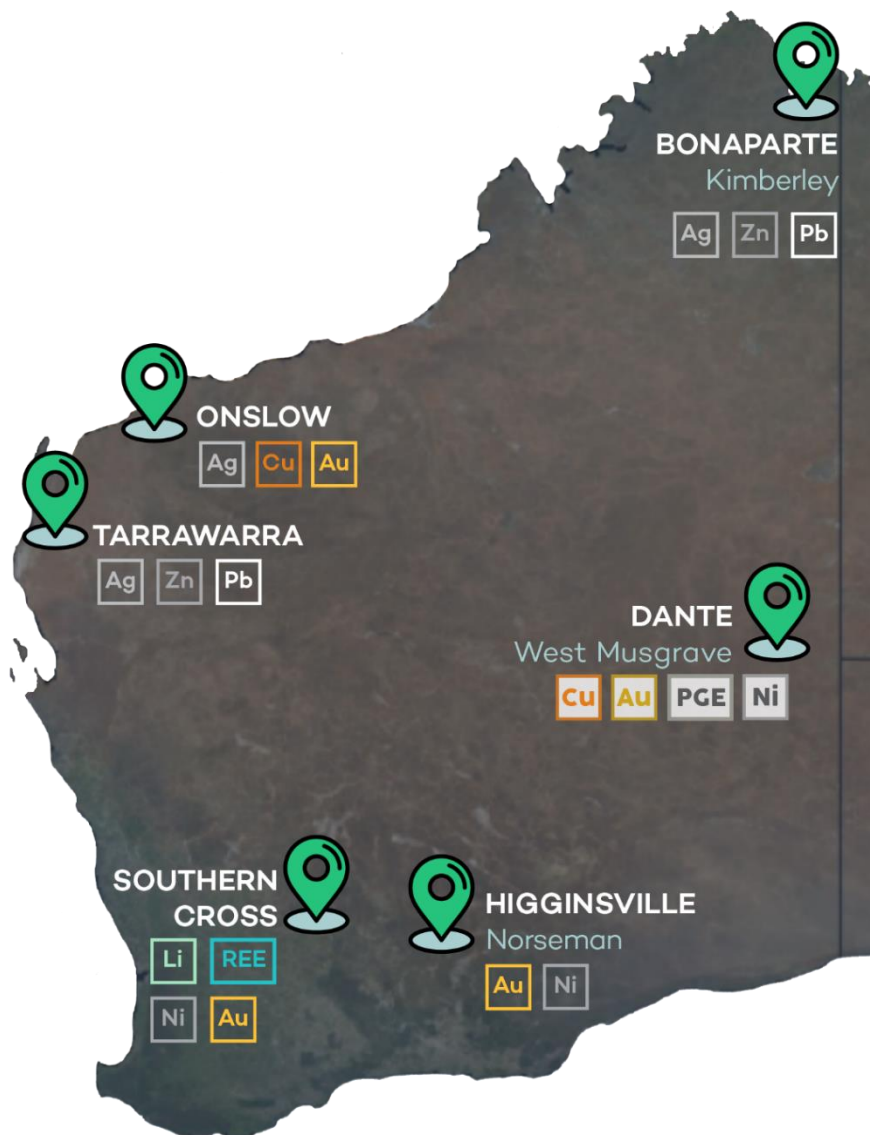 BONAPARTE
Kimberley
Ag Zn Pb
ONSLOW
Ag Cu Au
TARRAWARRA
Ag Zn Pb
DANTE
West Musgrave
Cu Au PGE Ni
SOUTHERN
CROSS
Li REE
Ni Au
HIGGINSVILLE
Norseman
Au Ni